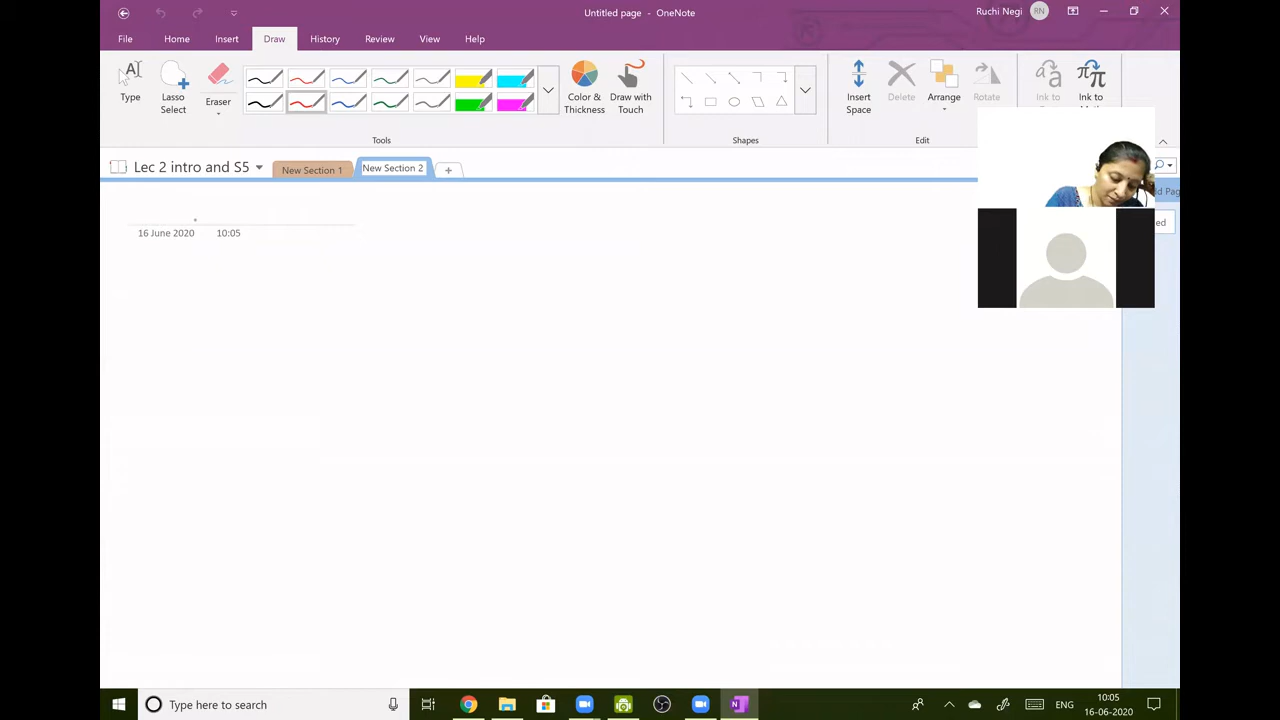 Untitled page - OneNote
Ruchi Negi
RN
File
Home
Insert
Draw
History
Review
View
Help
Type
Lasso
Select
Eraser
Color &
Thickness
Draw with
Touch
Insert
Space
Delete
Arrange
Rotate
Ink to
Ink to
Tools
Shapes
Edit
Lec 2 intro and S5
New Section 1
New Section 2
16 June 2020
10:05
Type here to search
ENG
10:05
16-06-2020